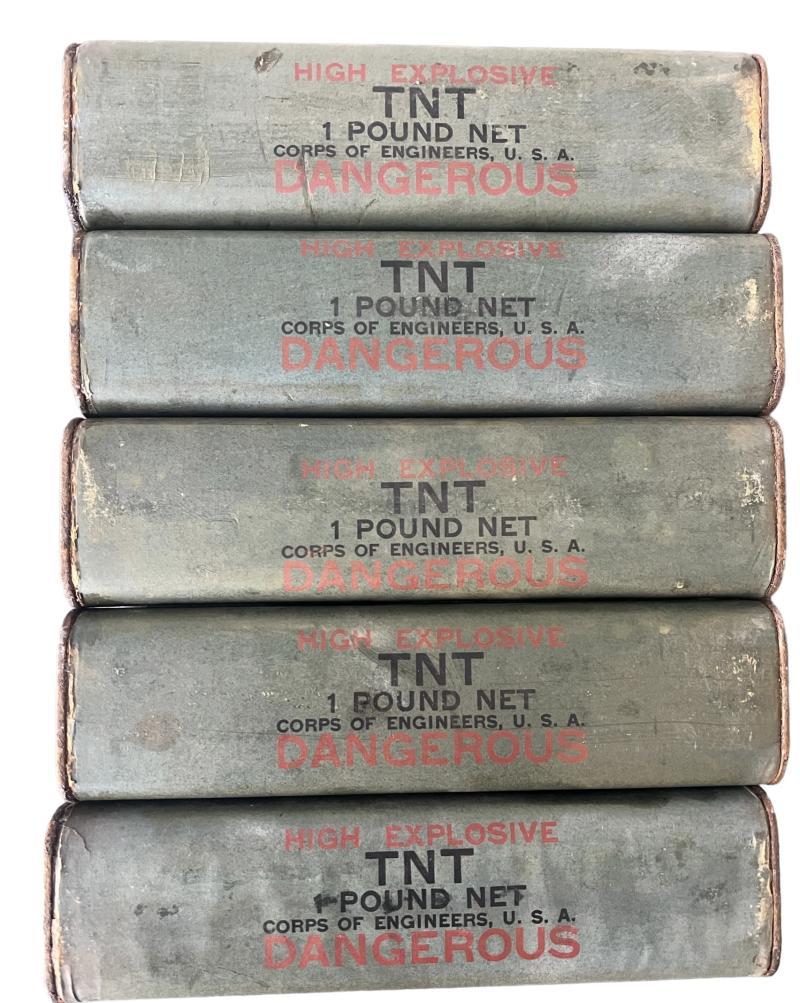 HIGH EXPLOSIVE
TNT
1 POUND NET
CORPS OF ENGINEERS, U. S. A.
DANGEROUS
HIGH EXPLOSIVE
TNT
1 POUND NET
CORPS OF ENGINEERS, U. S. A.
DANGEROUS
HIGH EXPLOSIVE
TNT
1 POUND NET
CORPS OF ENGINEERS, U. S. A.
DANGEROUS
HIGH EXPLOSIVE
TNT
1 POUND NET
CORPS OF ENGINEERS, U. S. A.
DANGEROUS
HIGH EXPLOSIVE
TNT
1 POUND NET
CORPS OF ENGINEERS, U. S. A.
DANGEROUS